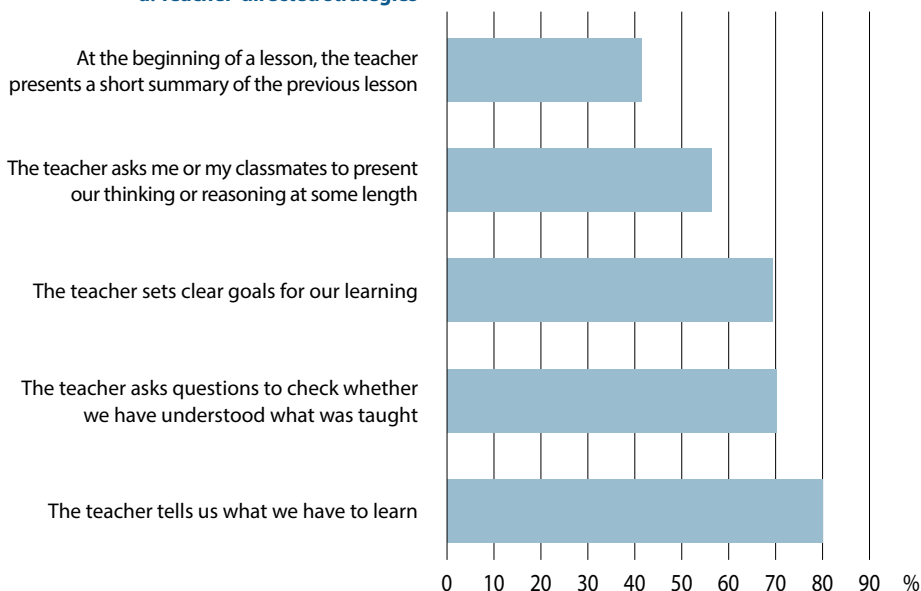 At the beginning of a lesson, the teacher
presents a short summary of the previous lesson
The teacher asks me or my classmates to present
our thinking or reasoning at some length
The teacher sets clear goals for our learning
The teacher asks questions to check whether
we have understood what was taught
The teacher tells us what we have to learn
0 10 20 30 40 50 60 70 80 90 %